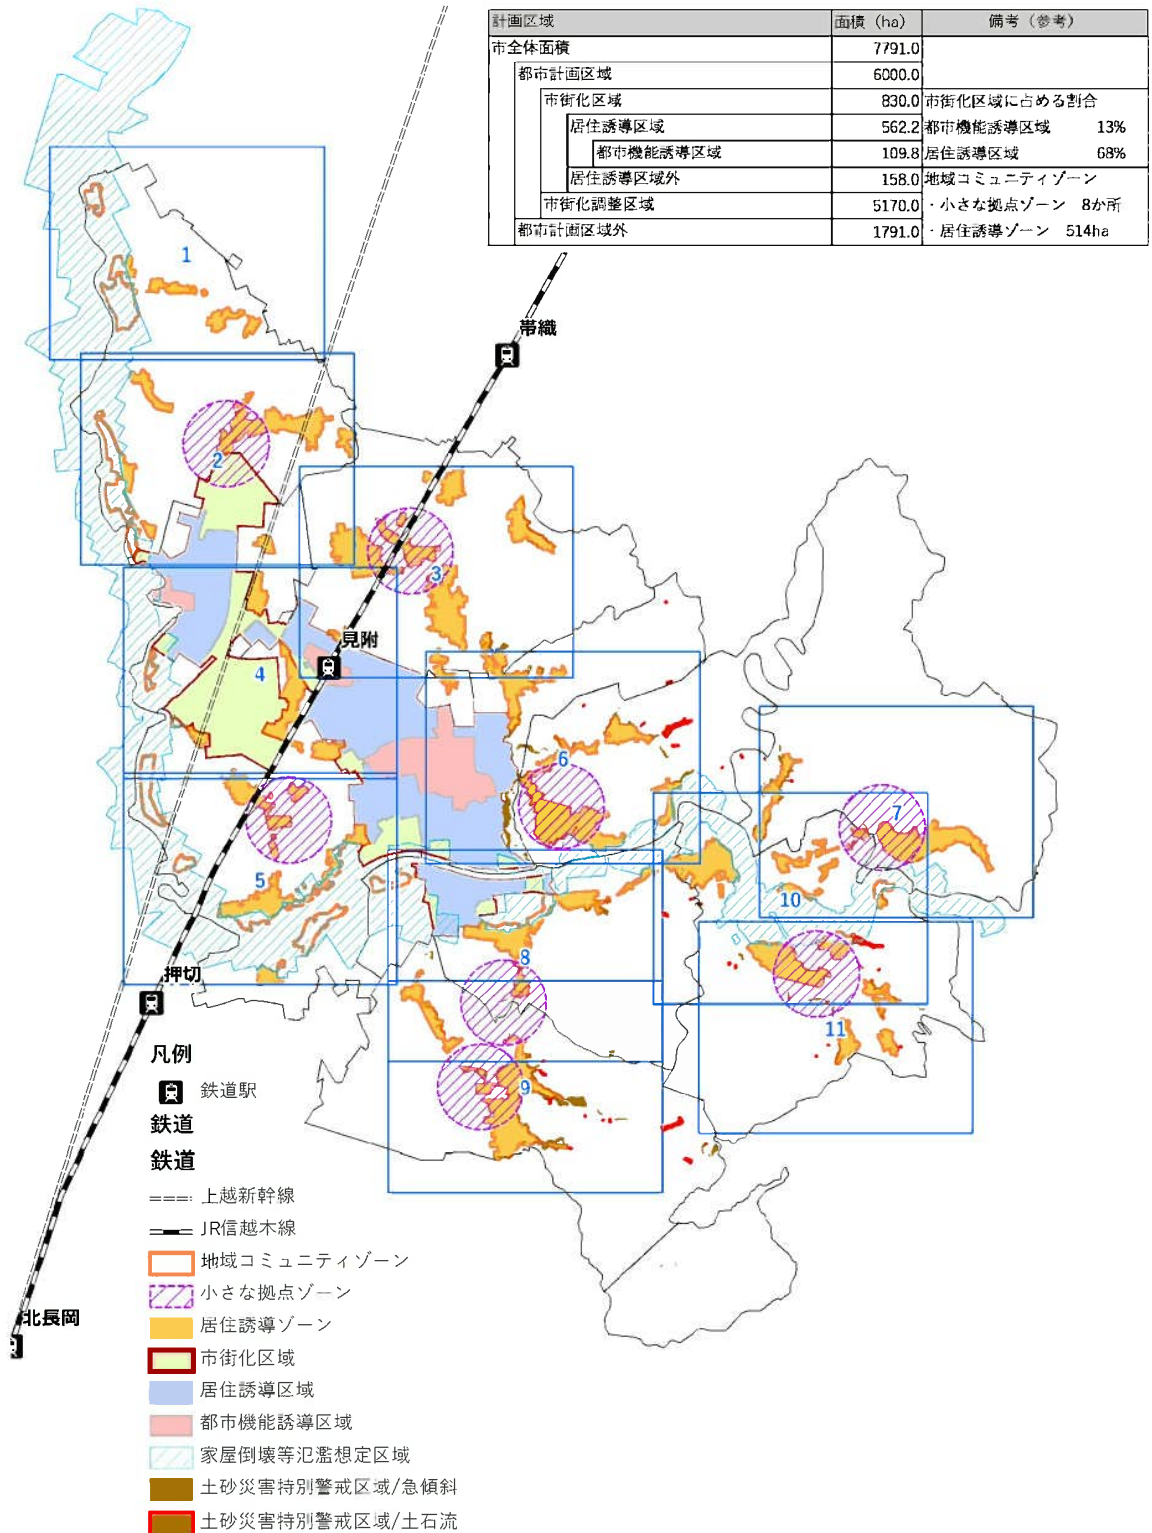 計画区域 面積（ha） 備考（参考）
市全体面積 7791.0
都市計画区域 6000.0
市街化区域 830.0 市街化区域に占める割合
居住誘導区域 562.2 都市機能誘導区域 13%
都市機能誘導区域 109.8 居住誘導区域 68%
居住誘導区域外 158.0 地域コミュニティゾーン
市街化調整区域 5170.0 ・小さな拠点ゾーン 8か所
都市計画区域外 1791.0 ・居住誘導ゾーン 514ha
1
帯織
2
3
見附
4
6
7
5
10
8
押切
11
9
凡例
鉄道駅
鉄道
鉄道
上越新幹線
JR信越木線
地域コミュニティゾーン
小さな拠点ゾーン
北長岡
居住誘導ゾーン
市街化区域
居住誘導区域
都市機能誘導区域
家屋倒壊等氾濫想定区域
土砂災害特別警戒区域/急傾斜
土砂災害特別警戒区域/土石流